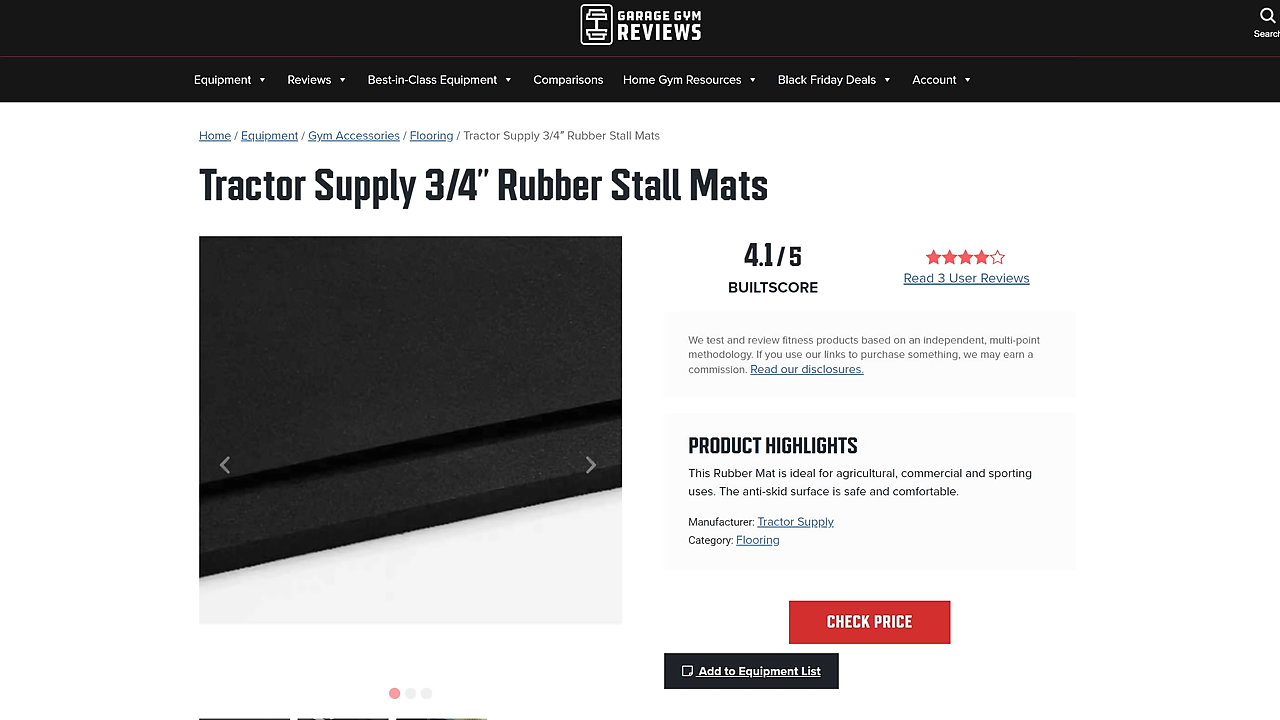 GARAGE GYM
REVIEWS
Search
Equipment
Reviews
Best-in-Class Equipment
Comparisons
Home Gym Resources
Black Friday Deals
Account
Home / Equipment / Gym Accessories / Flooring / Tractor Supply 3/4″ Rubber Stall Mats
Tractor Supply 3/4″ Rubber Stall Mats
4.1 / 5
BUILTSCORE
Read 3 User Reviews
We test and review fitness products based on an independent, multi-point
methodology. If you use our links to purchase something, we may earn a
commission. Read our disclosures.
PRODUCT HIGHLIGHTS
This Rubber Mat is ideal for agricultural, commercial and sporting
uses. The anti-skid surface is safe and comfortable.
Manufacturer: Tractor Supply
Category: Flooring
CHECK PRICE
Add to Equipment List